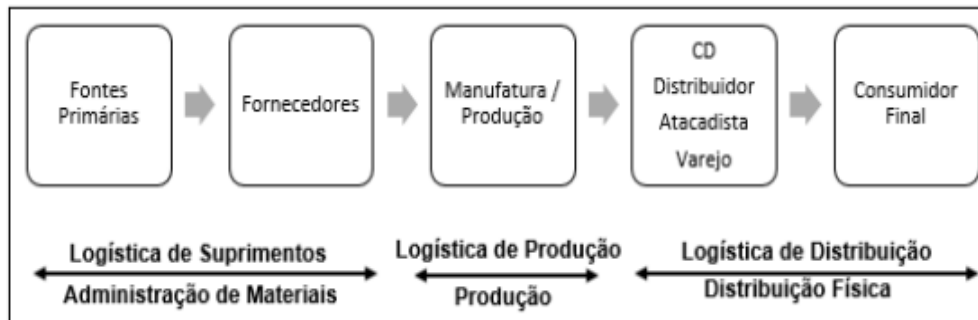 Fontes
Primárias
Fornecedores
Manufatura /
Produção
CD
Distribuidor
Atacadista
Varejo
Consumidor
Final
Logística de Suprimentos
Administração de Materiais
Logística de Produção
Produção
Logística de Distribuição
Distribuição Física